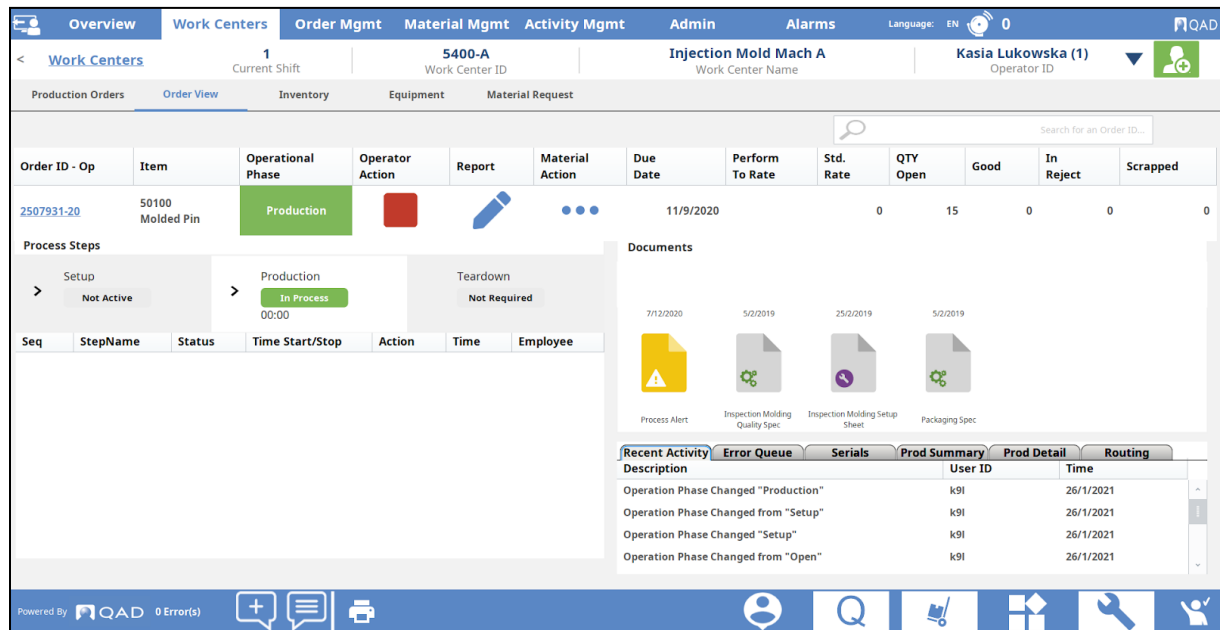 Overview Work Centers Order Mgmt Material Mgmt Activity Mgmt Admin Alarms Language: EN 0 QAD
< Work Centers 1 5400-A Injection Mold Mach A Kasia Lukowska (1)
Current Shift Work Center ID Work Center Name Operator ID
Production Orders Order View Inventory Equipment Material Request
Search for an Order ID...
Order ID - Op Item Operational Phase Operator Action Report Material Action Due Date Perform To Rate Std. Rate QTY Open Good In Reject Scrapped
2507931-20 50100 Molded Pin Production 11/9/2020 0 15 0 0 0
Process Steps
Setup Production Teardown
Not Active In Process Not Required
00:00
Seq StepName Status Time Start/Stop Action Time Employee
Documents
7/12/2020 5/2/2019 25/2/2019 5/2/2019
Process Alert Inspection Molding Quality Spec Inspection Molding Setup Sheet Packaging Spec
Recent Activity Error Queue Serials Prod Summary Prod Detail Routing
Description User ID Time
Operation Phase Changed "Production" k9l 26/1/2021
Operation Phase Changed from "Setup" k9l 26/1/2021
Operation Phase Changed "Setup" k9l 26/1/2021
Operation Phase Changed from "Open" k9l 26/1/2021
Powered By QAD 0 Error(s) Q